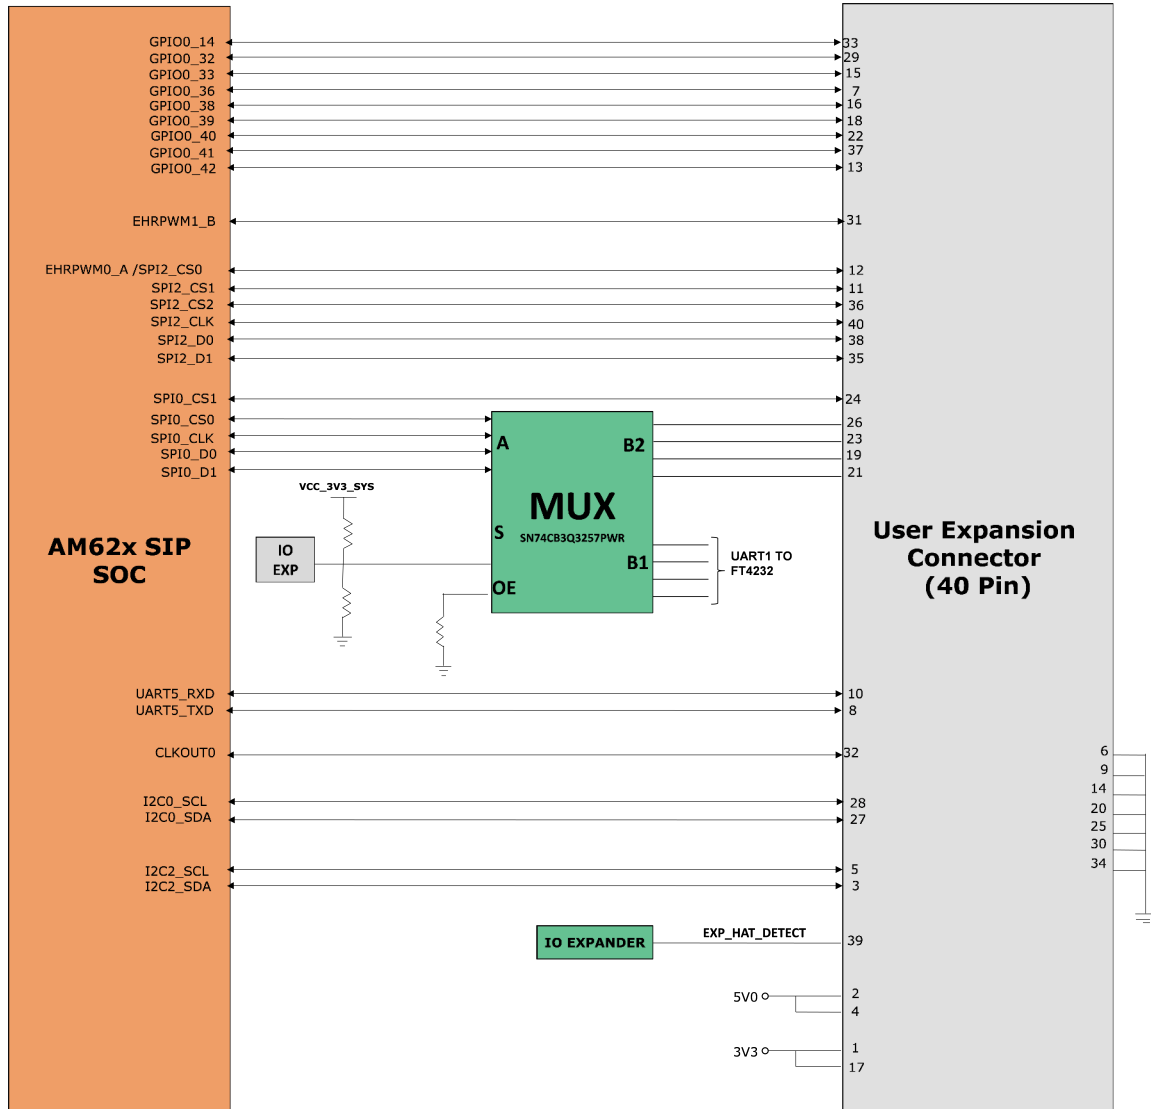 GPIO0_14 33
GPIO0_32 29
GPIO0_33 15
GPIO0_36 7
GPIO0_38 16
GPIO0_39 18
GPIO0_40 22
GPIO0_41 37
GPIO0_42 13
EHRPWM1_B 31
EHRPWM0_A /SPI2_CS0 12
SPI2_CS1 11
SPI2_CS2 36
SPI2_CLK 40
SPI2_D0 38
SPI2_D1 35
SPI0_CS1 24
SPI0_CS0 26
SPI0_CLK 23
SPI0_D0 19
SPI0_D1 21
A B2
VCC_3V3_SYS
MUX
SN74CB3Q3257PWR
S
IO
EXP
B1
OE
UART1 TO
FT4232
AM62x SIP
SOC
User Expansion
Connector
(40 Pin)
UART5_RXD 10
UART5_TXD 8
CLKOUT0 32
I2C0_SCL 28
I2C0_SDA 27
I2C2_SCL 5
I2C2_SDA 3
6
9
14
20
25
30
34
IO EXPANDER EXP_HAT_DETECT 39
5V0 2
4
3V3 1
17